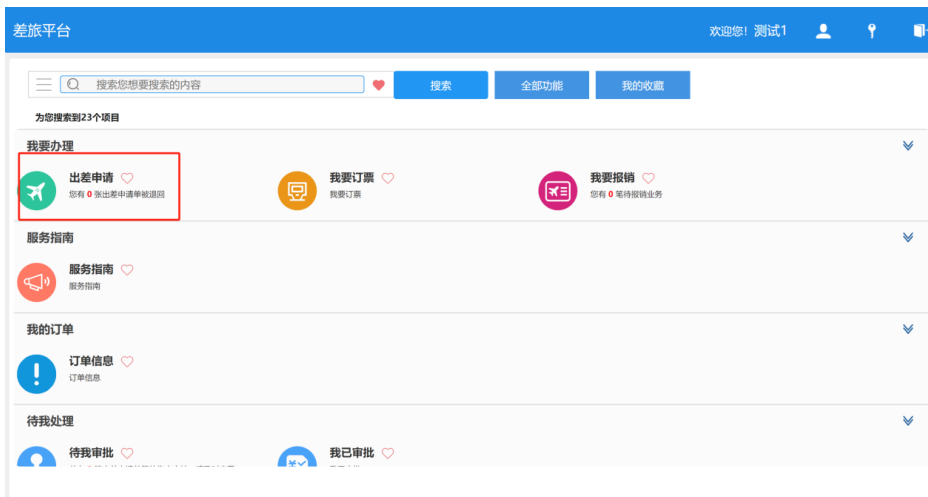 差旅平台
欢迎您! 测试1
搜索您想要搜索的内容
搜索
全部功能
我的收藏
为您搜索到23个项目
我要办理
出差申请
您有 0 张出差申请单被退回
我要订票
我要订票
我要报销
您有 0 笔待报销业务
服务指南
服务指南
服务指南
我的订单
订单信息
订单信息
待我处理
待我审批
我已审批